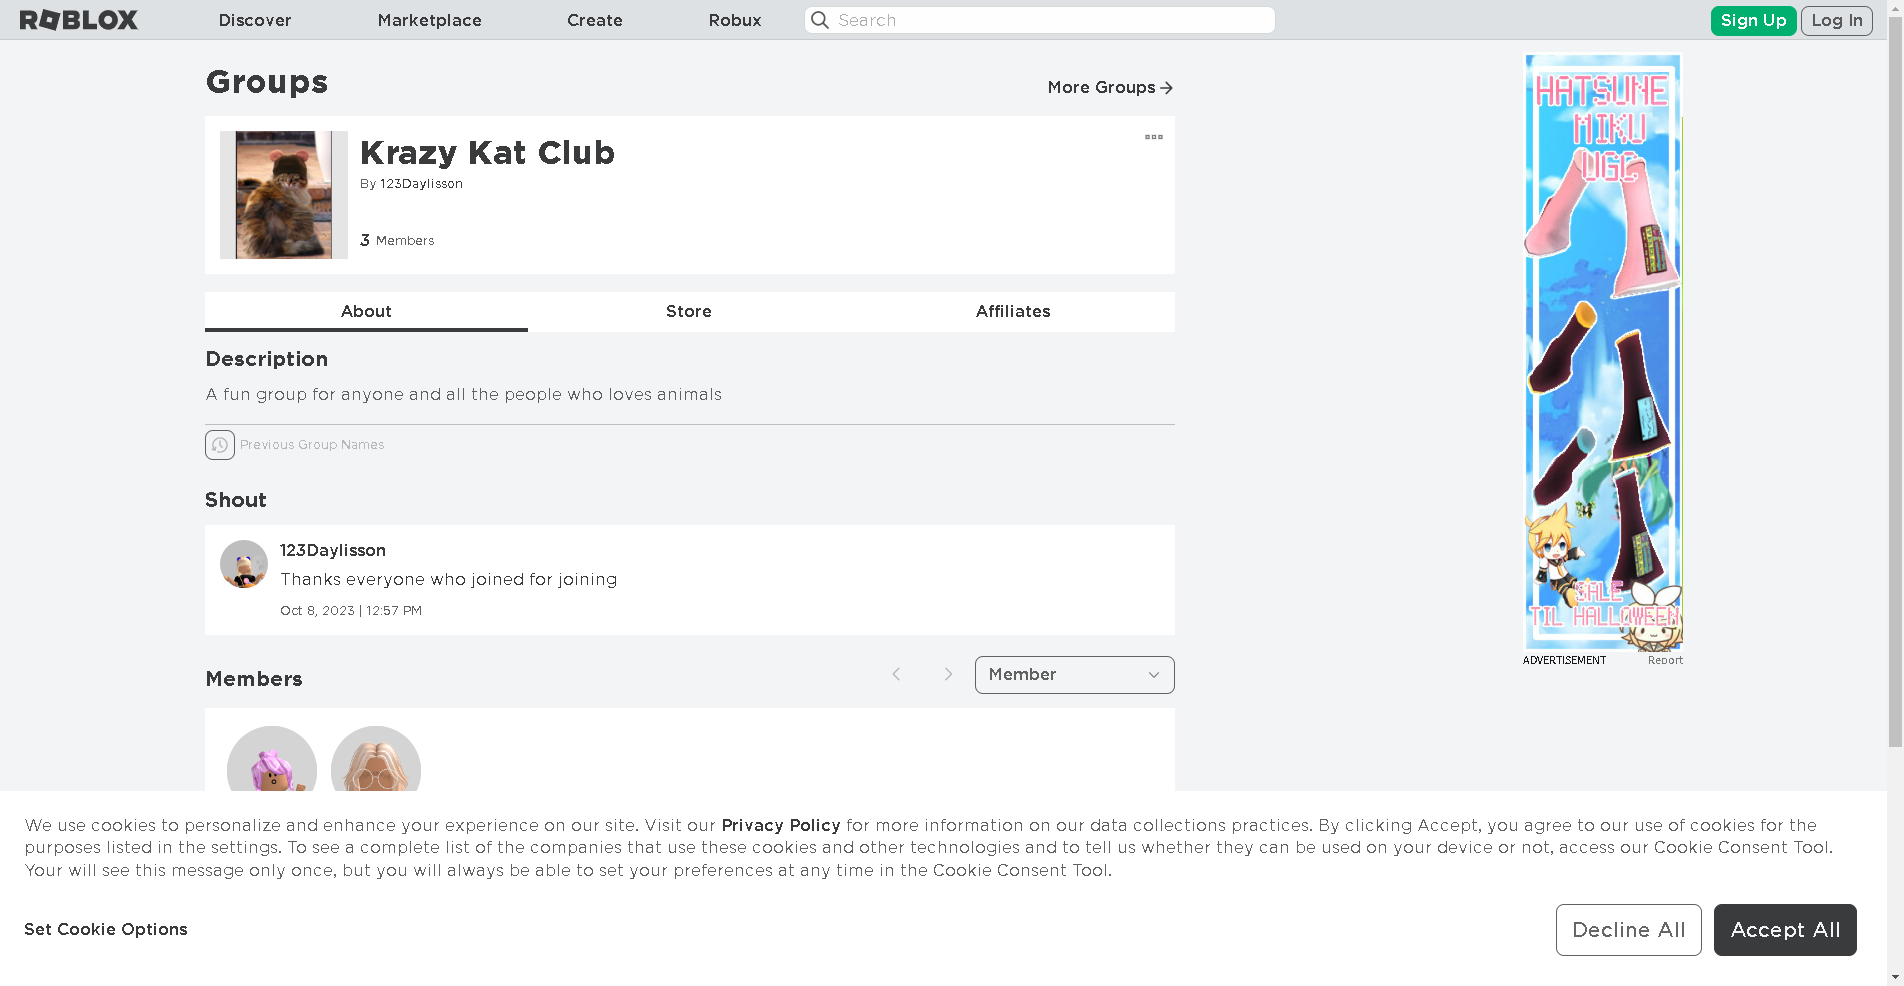 ROBLOX
Discover
Marketplace
Create
Robux
Search
Sign Up
Log In
Groups
More Groups
Krazy Kat Club
By 123Daylisson
3 Members
About
Store
Affiliates
Description
A fun group for anyone and all the people who loves animals
Previous Group Names
Shout
123Daylisson
Thanks everyone who joined for joining
Oct 8, 2023 | 12:57 PM
Members
Member
HATSUNE
MIKU
UGC
SALE
TIL HALLOWEEN
ADVERTISEMENT
Report
We use cookies to personalize and enhance your experience on our site. Visit our Privacy Policy for more information on our data collections practices. By clicking Accept, you agree to our use of cookies for the
purposes listed in the settings. To see a complete list of the companies that use these cookies and other technologies and to tell us whether they can be used on your device or not, access our Cookie Consent Tool.
Your will see this message only once, but you will always be able to set your preferences at any time in the Cookie Consent Tool.
Set Cookie Options
Decline All
Accept All